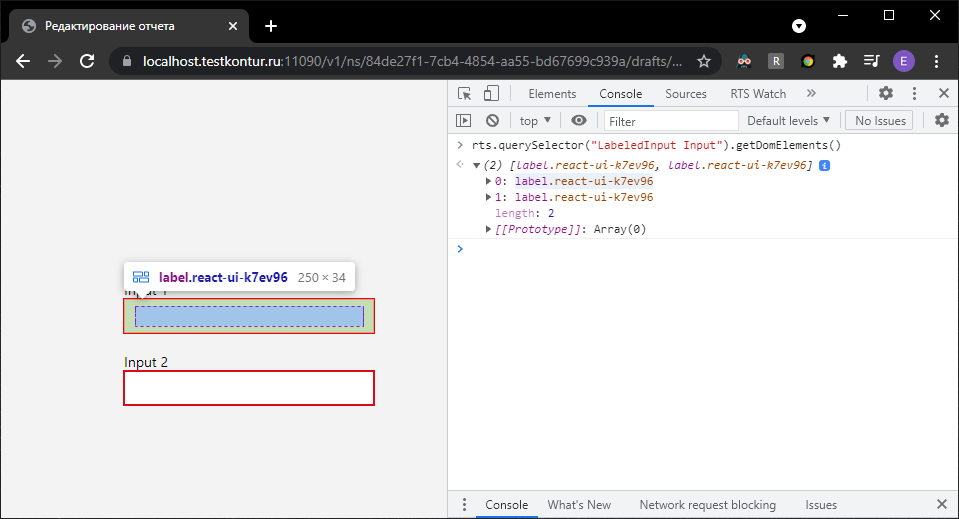 Редактирование отчета
localhost.testkontur.ru:11090/v1/ns/84de27f1-7cb4-4854-aa55-bd67699c939a/drafts/...
R
E
Elements Console Sources RTS Watch »
top ▼ Filter Default levels ▼ No Issues
> rts.querySelector("LabeledInput Input").getDomElements()
(2) [label.react-ui-k7ev96, label.react-ui-k7ev96] i
0: label.react-ui-k7ev96
1: label.react-ui-k7ev96
length: 2
[[Prototype]]: Array(0)
>
label.react-ui-k7ev96 250 × 34
Input 1
Input 2
Console What's New Network request blocking Issues